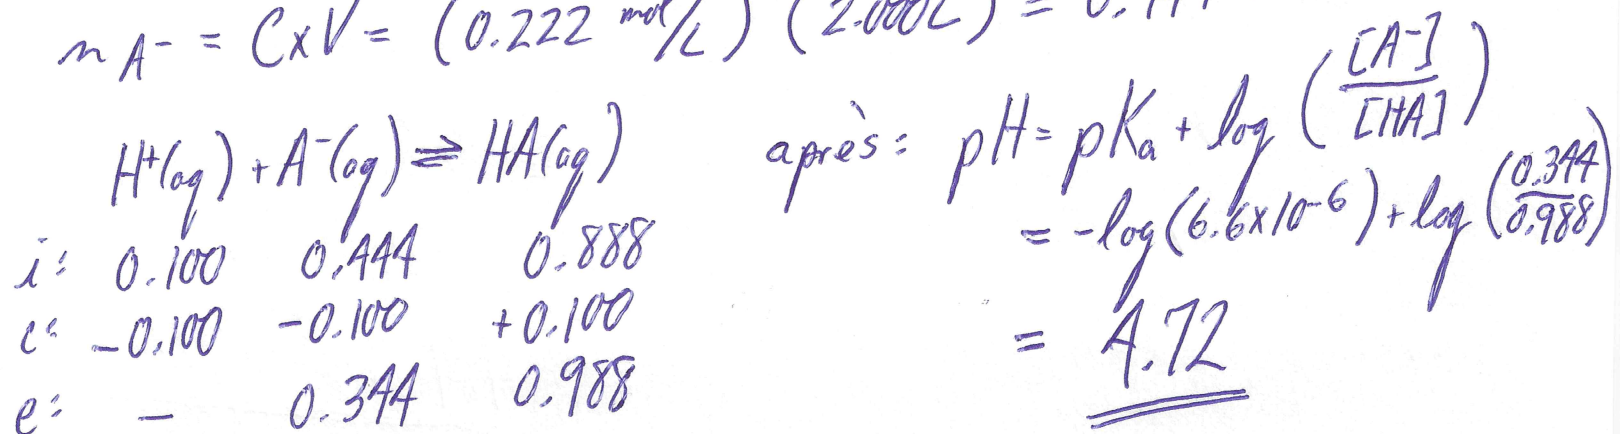 n A⁻ = C x V = (0.222 mol/L) (2.000L) =
H⁺(aq) + A⁻(aq) ⇌ HA(aq)
i: 0.100 0.444 0.888
c: -0.100 -0.100 +0.100
e: – 0.344 0.988
après: pH = pKa + log ([A⁻]/[HA])
= -log(6.6x10⁻⁶) + log (0.344/0.988)
= 4.72